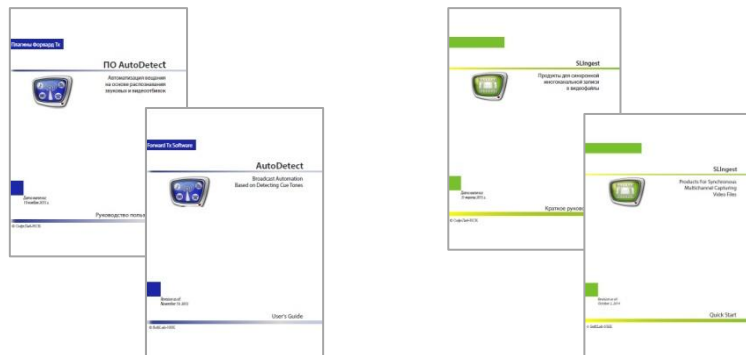 Плагины Форвард Тк
ПО AutoDetect
Автоматизация вещания
на основе распознавания
звуковых и видеоотбивок
Руководство польз
Forward Tx Software
AutoDetect
Broadcast Automation
Based on Detecting Cue Tones
User's Guide
SLIngest
Продукты для синхронной
многоканальной записи
в видеофайлы
Краткое руково
SLIngest
Products For Synchronous
Multichannel Capturing
Video Files
Quick Start